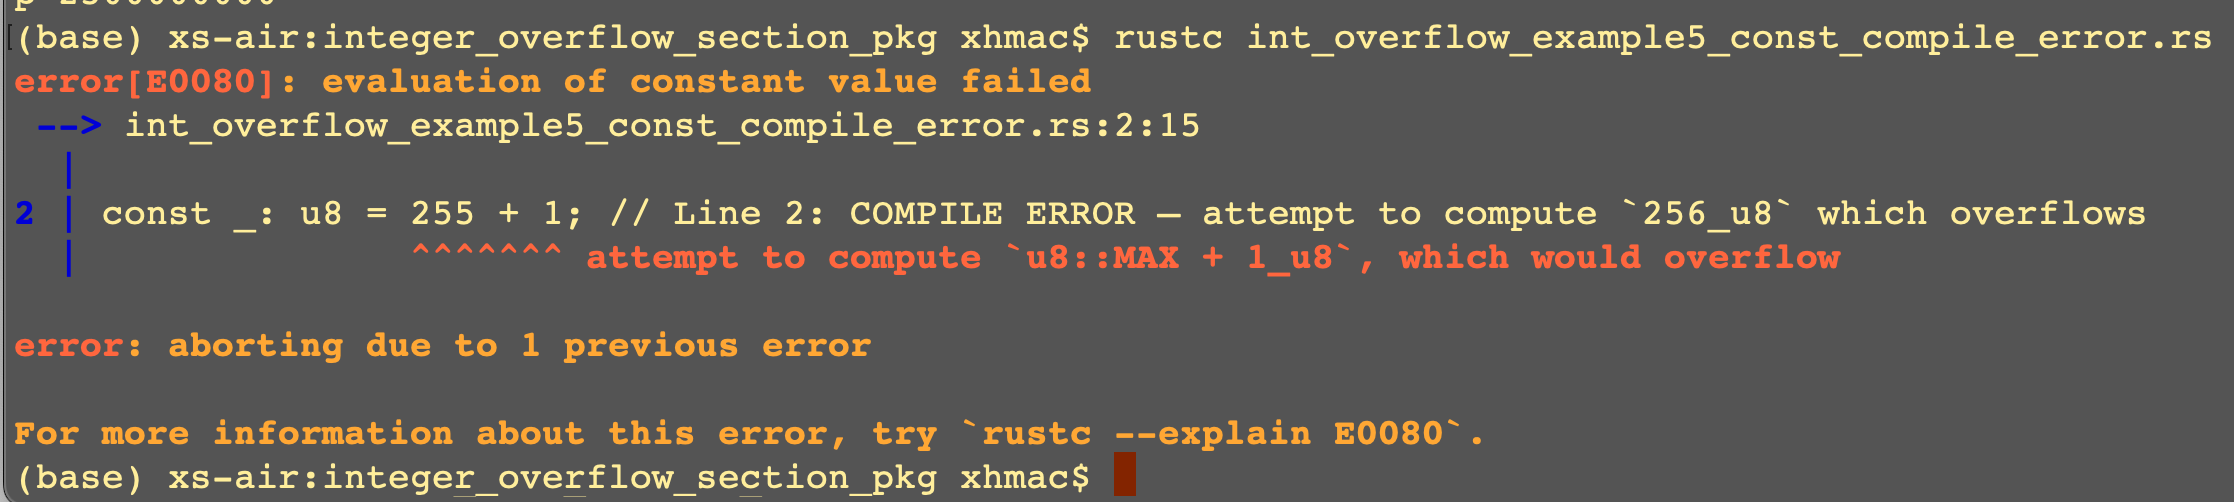 (base) xs-air:integer_overflow_section_pkg xhmac$ rustc int_overflow_example5_const_compile_error.rs
error[E0080]: evaluation of constant value failed
 --> int_overflow_example5_const_compile_error.rs:2:15
  |
2 | const _: u8 = 255 + 1; // Line 2: COMPILE ERROR — attempt to compute `256_u8` which overflows
  |               ^^^^^^^ attempt to compute `u8::MAX + 1_u8`, which would overflow
error: aborting due to 1 previous error
For more information about this error, try `rustc --explain E0080`.
(base) xs-air:integer_overflow_section_pkg xhmac$